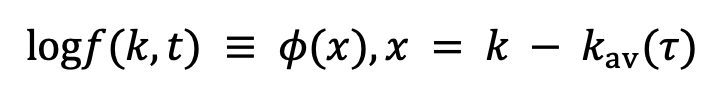 logf(k, t) ≡ ϕ(x), x = k − k_av(τ)